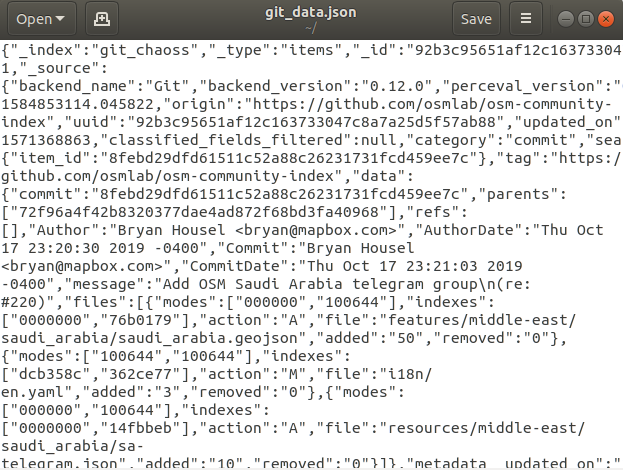 Open
git_data.json
~/
Save
{"_index":"git_chaoss","_type":"items","_id":"92b3c95651af12c16373304
1,"_source":
{"backend_name":"Git","backend_version":"0.12.0","perceval_version":"
1584853114.045822,"origin":"https://github.com/osmlab/osm-community-
index","uuid":"92b3c95651af12c163733047c8a7a25d5f57ab88","updated_on"
1571368863,"classified_fields_filtered":null,"category":"commit","sea
{"item_id":"8febd29dfd61511c52a88c26231731fcd459ee7c"},"tag":"https:/
github.com/osmlab/osm-community-index","data":
{"commit":"8febd29dfd61511c52a88c26231731fcd459ee7c","parents":
["72f96a4f42b8320377dae4ad872f68bd3fa40968"],"refs":
[],"Author":"Bryan Housel <bryan@mapbox.com>","AuthorDate":"Thu Oct
17 23:20:30 2019 -0400","Commit":"Bryan Housel
<bryan@mapbox.com>","CommitDate":"Thu Oct 17 23:21:03 2019
-0400","message":"Add OSM Saudi Arabia telegram group\n(re:
#220)","files":[{"modes":["000000","100644"],"indexes":
["0000000","76b0179"],"action":"A","file":"features/middle-east/
saudi_arabia/saudi_arabia.geojson","added":"50","removed":"0"},
{"modes":["100644","100644"],"indexes":
["dcb358c","362ce77"],"action":"M","file":"i18n/
en.yaml","added":"3","removed":"0"},{"modes":
["000000","100644"],"indexes":
["0000000","14fbbeb"],"action":"A","file":"resources/middle-east/
saudi_arabia/sa-
telegram.json","added":"10","removed":"0"}]},"metadata__updated_on":"